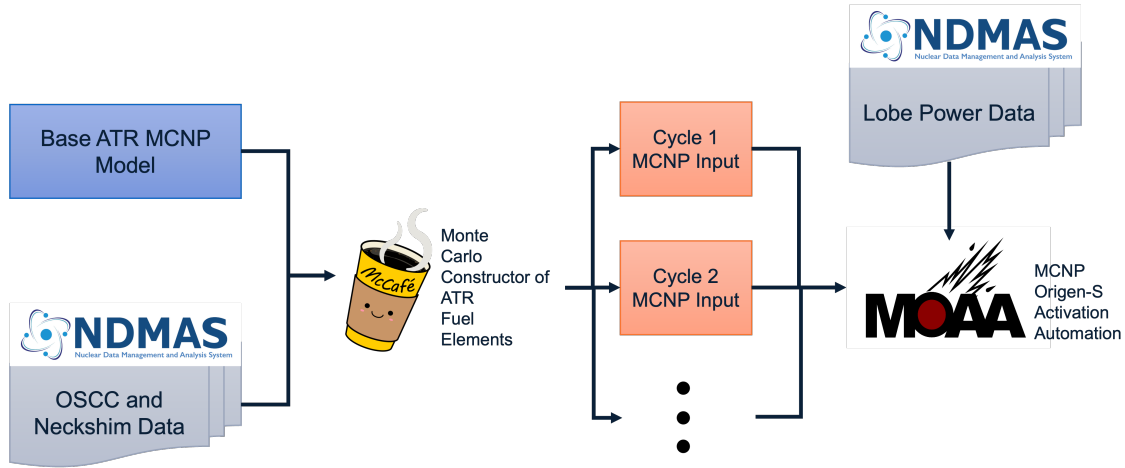 Base ATR MCNP
Model
NDMAS
Nuclear Data Management and Analysis System
OSCC and
Neckshim Data
McCafé
Monte
Carlo
Constructor of
ATR
Fuel
Elements
Cycle 1
MCNP Input
Cycle 2
MCNP Input
NDMAS
Nuclear Data Management and Analysis System
Lobe Power Data
MOAA
MCNP
Origen-S
Activation
Automation